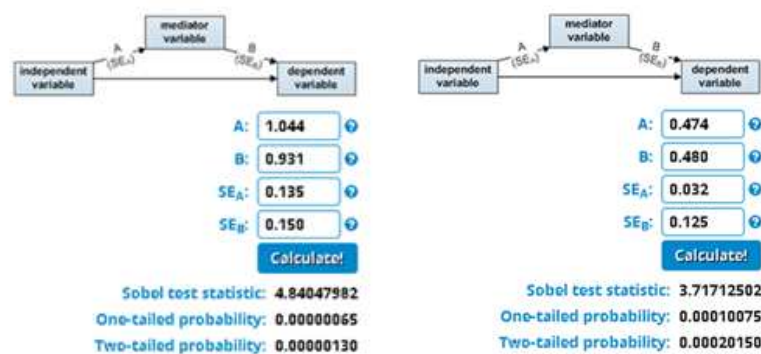 mediator
variable
A
(SEA)
B
(SEB)
independent
variable
dependent
variable
A: 1.044
B: 0.931
SEA: 0.135
SEB: 0.150
Calculate!
Sobel test statistic: 4.84047982
One-tailed probability: 0.00000065
Two-tailed probability: 0.00000130
mediator
variable
A
(SEA)
B
(SEB)
independent
variable
dependent
variable
A: 0.474
B: 0.480
SEA: 0.032
SEB: 0.125
Calculate!
Sobel test statistic: 3.71712502
One-tailed probability: 0.00010075
Two-tailed probability: 0.00020150